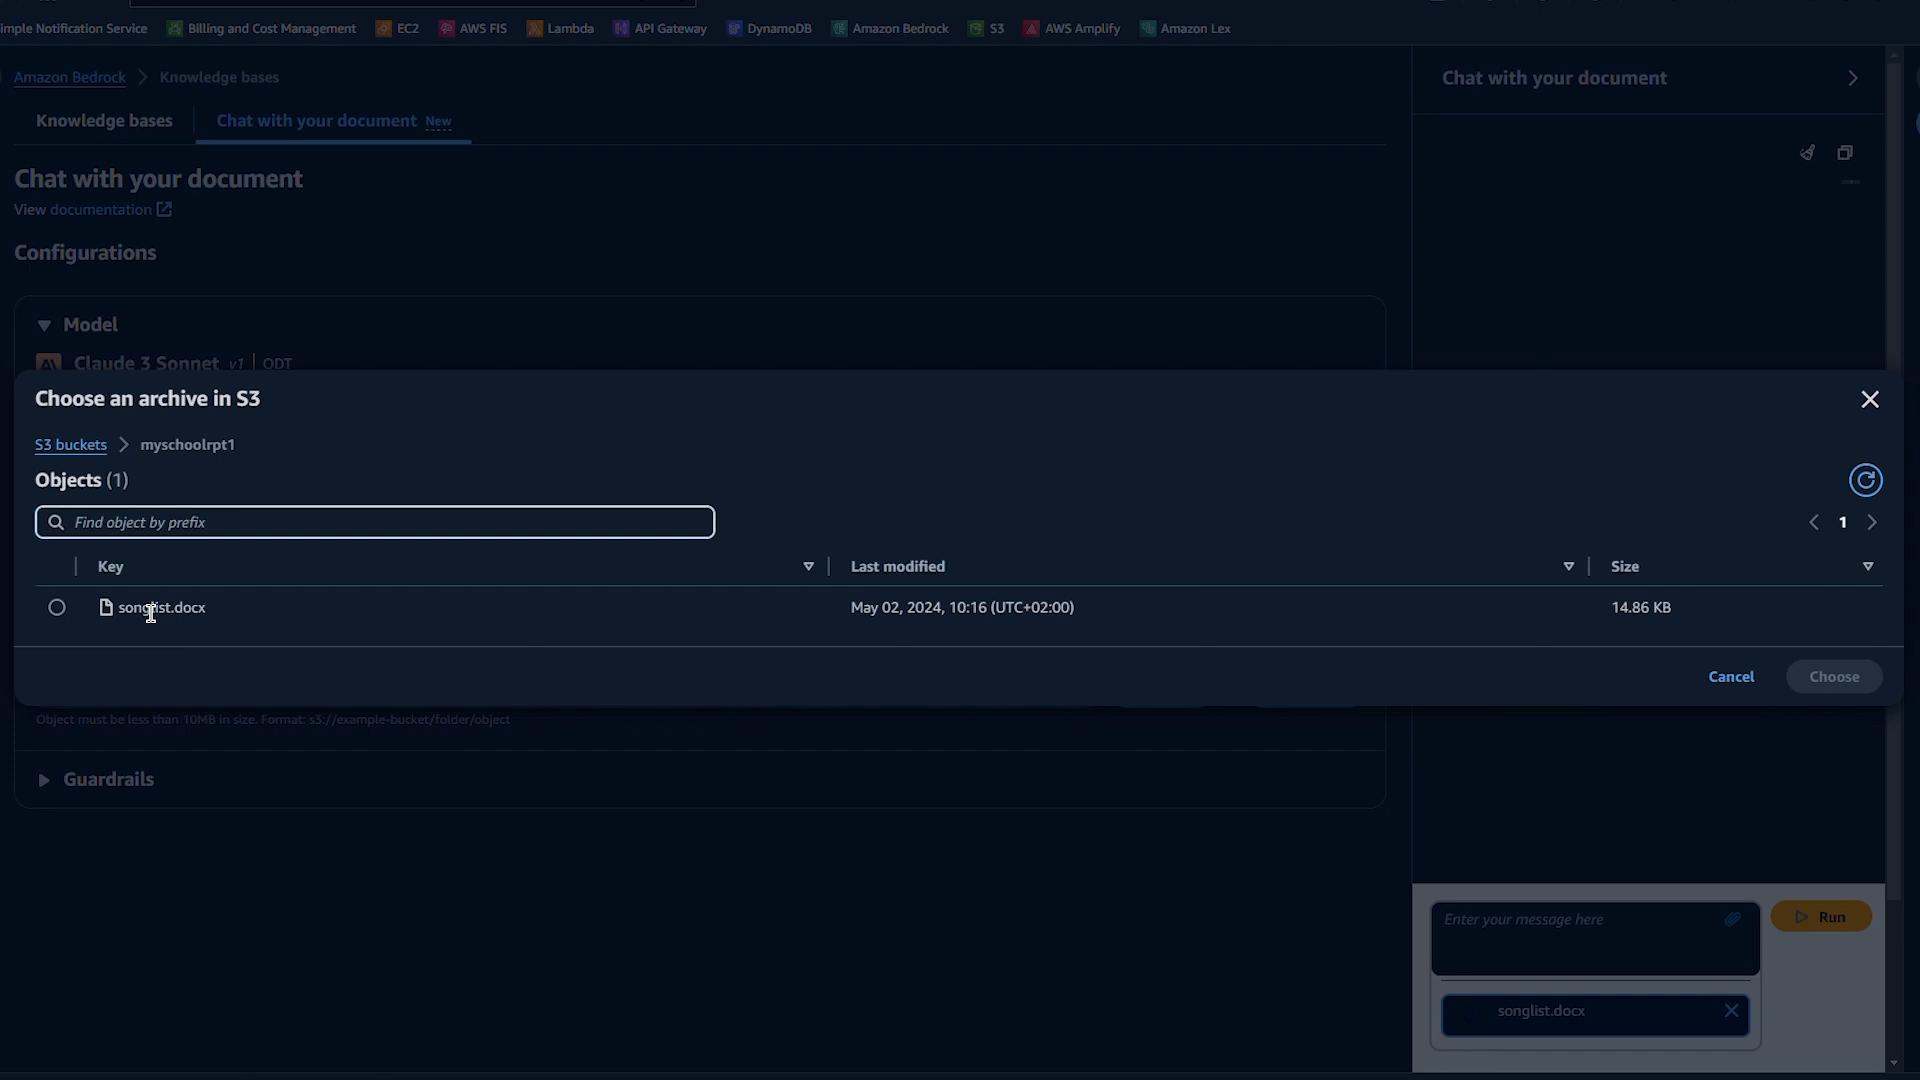 imple Notification Service Billing and Cost Management EC2 AWS FIS Lambda API Gateway DynamoDB Amazon Bedrock S3 AWS Amplify Amazon Lex
Amazon Bedrock Knowledge bases
Knowledge bases Chat with your document New
Chat with your document
View documentation
Configurations
Model
Claude 3 Sonnet v1 | ODT
Chat with your document
Choose an archive in S3
S3 buckets myschoolrpt1
Objects (1)
Find object by prefix
1
Key Last modified Size
songlist.docx May 02, 2024, 10:16 (UTC+02:00) 14.86 KB
Cancel Choose
Object must be less than 10MB in size. Format: s3://example-bucket/folder/object
Guardrails
Enter your message here
Run
songlist.docx